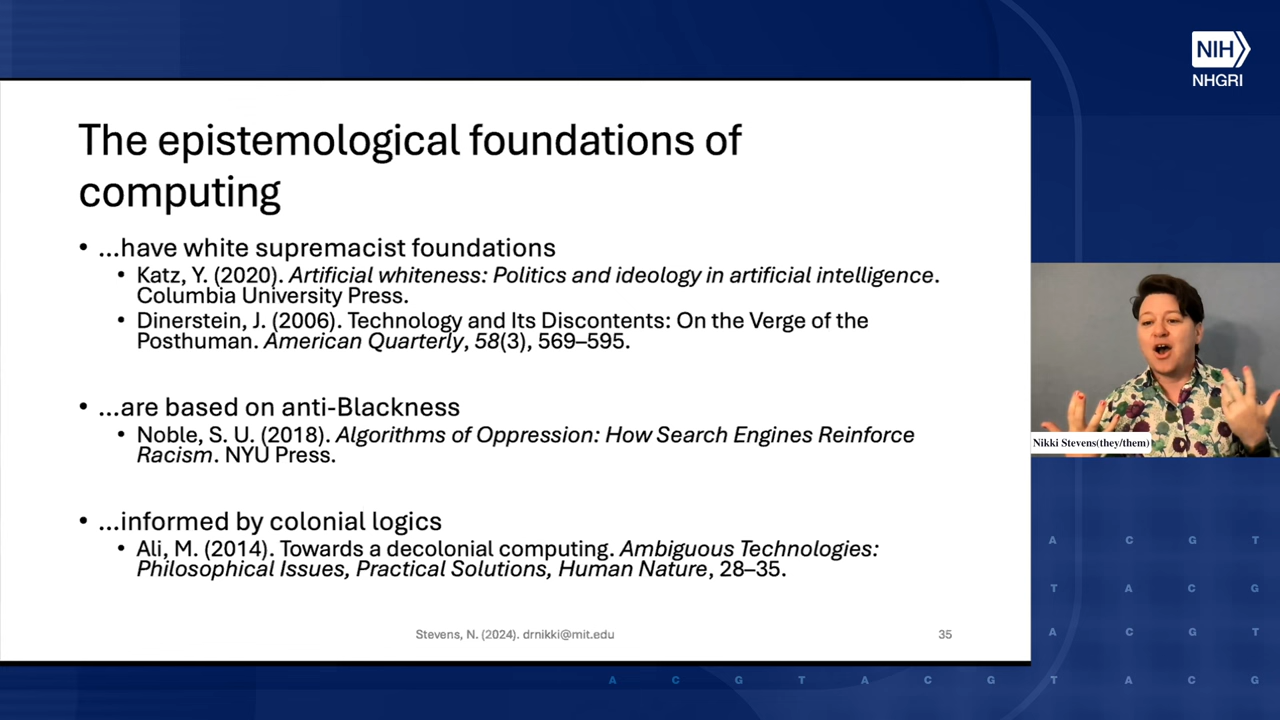 NIH
NHGRI
The epistemological foundations of
computing
• ...have white supremacist foundations
• Katz, Y. (2020). Artificial whiteness: Politics and ideology in artificial intelligence.
Columbia University Press.
• Dinerstein, J. (2006). Technology and Its Discontents: On the Verge of the
Posthuman. American Quarterly, 58(3), 569–595.
• ...are based on anti-Blackness
• Noble, S. U. (2018). Algorithms of Oppression: How Search Engines Reinforce
Racism. NYU Press.
• ...informed by colonial logics
• Ali, M. (2014). Towards a decolonial computing. Ambiguous Technologies:
Philosophical Issues, Practical Solutions, Human Nature, 28–35.
Stevens, N. (2024). drnikki@mit.edu
35
Nikki Stevens(they/them)
A C G T
T A C G
A C G T
A C G T A C G T A C G